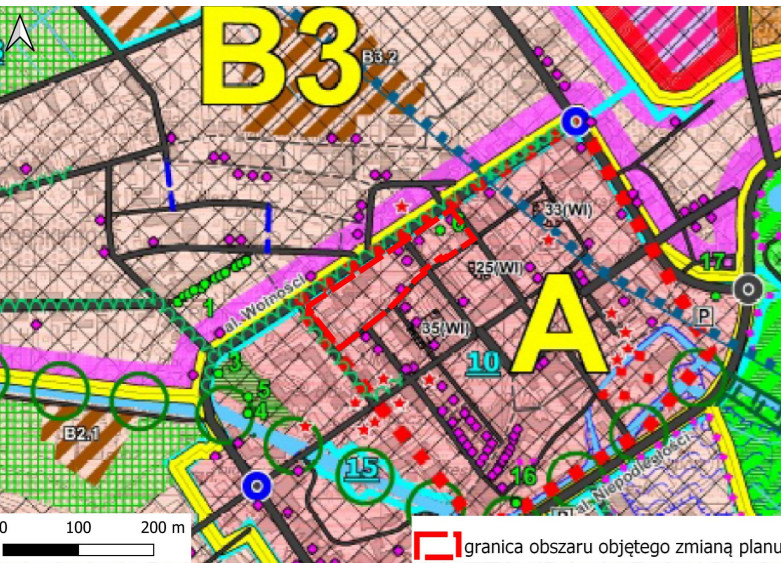 B3
B3.2
33(WI)
6
17
25(WI)
1
al. Wolności
A
P
35(WI)
10
3
5
4
B2.1
15
16
al. Niepodległości
0 100 200 m
granica obszaru objętego zmianą planu